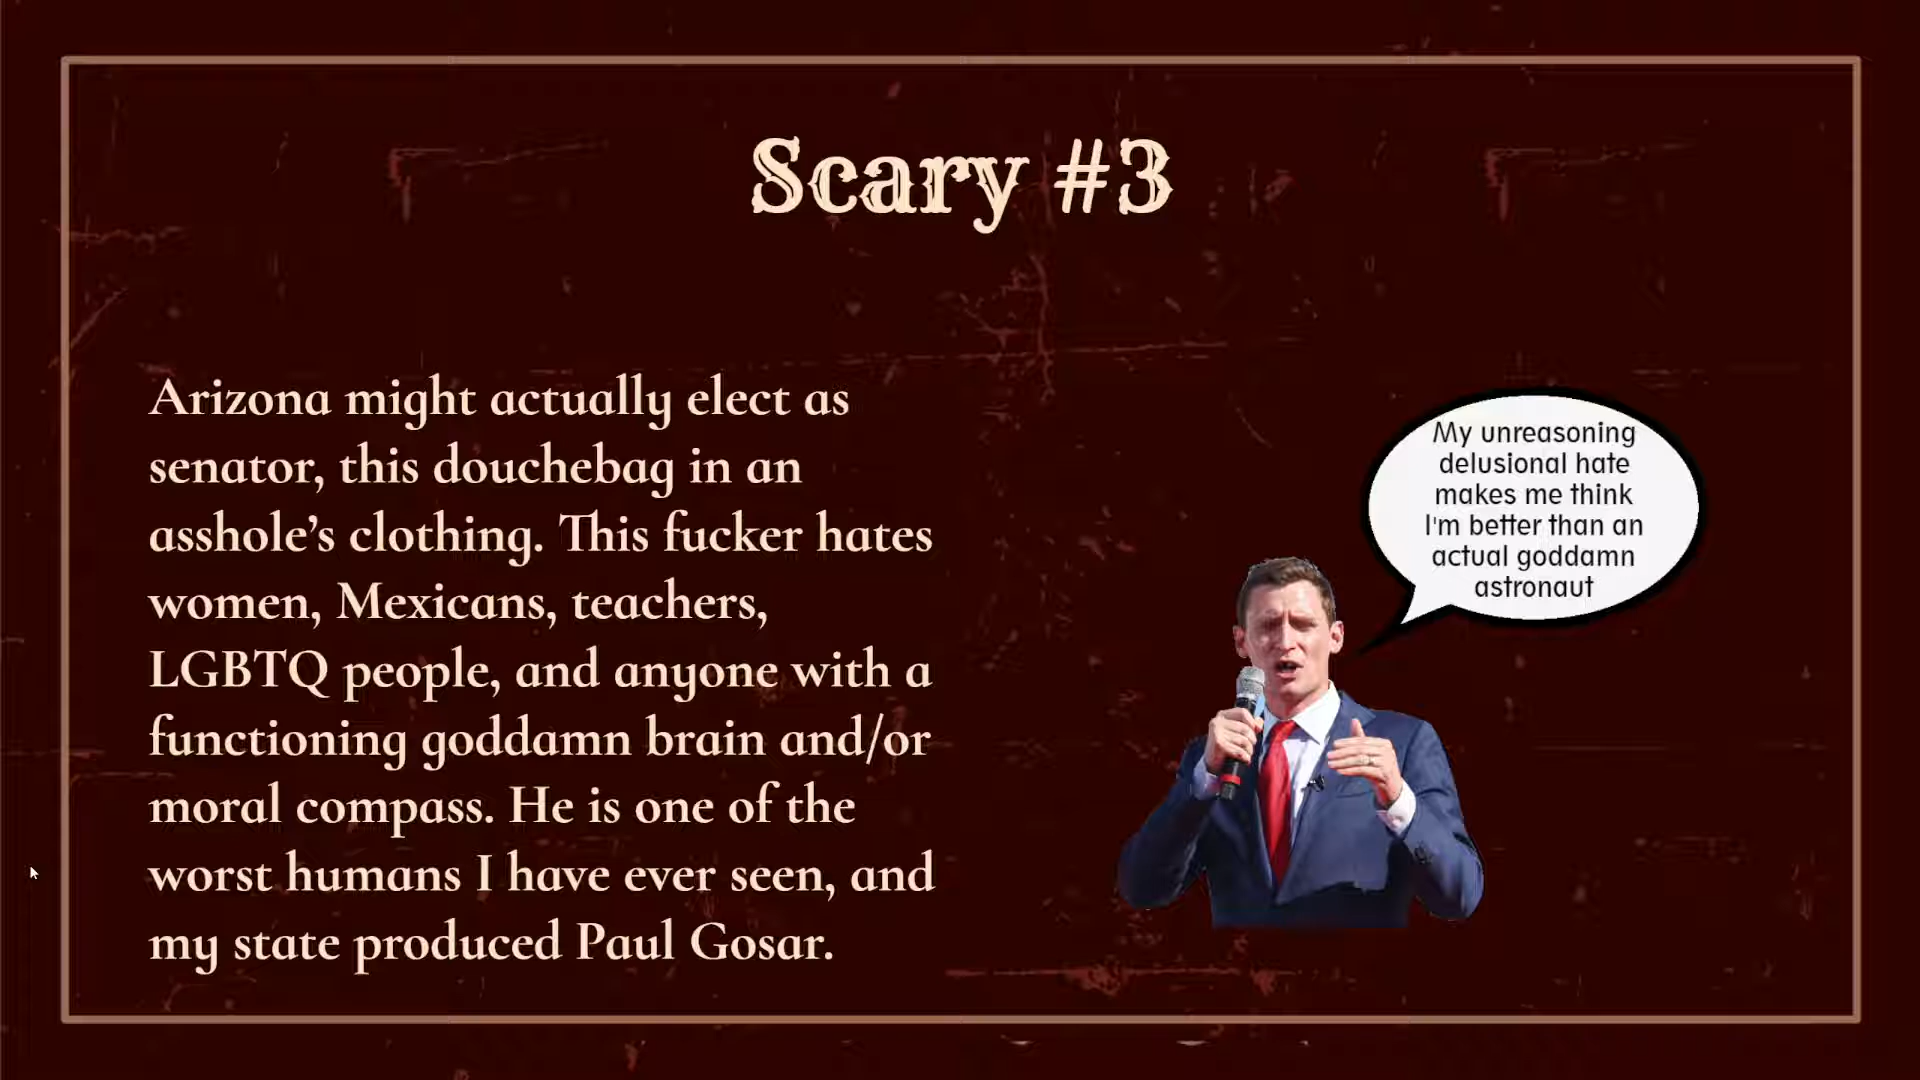 Scary #3
Arizona might actually elect as
senator, this douchebag in an
asshole’s clothing. This fucker hates
women, Mexicans, teachers,
LGBTQ people, and anyone with a
functioning goddamn brain and/or
moral compass. He is one of the
worst humans I have ever seen, and
my state produced Paul Gosar.
My unreasoning
delusional hate
makes me think
I'm better than an
actual goddamn
astronaut